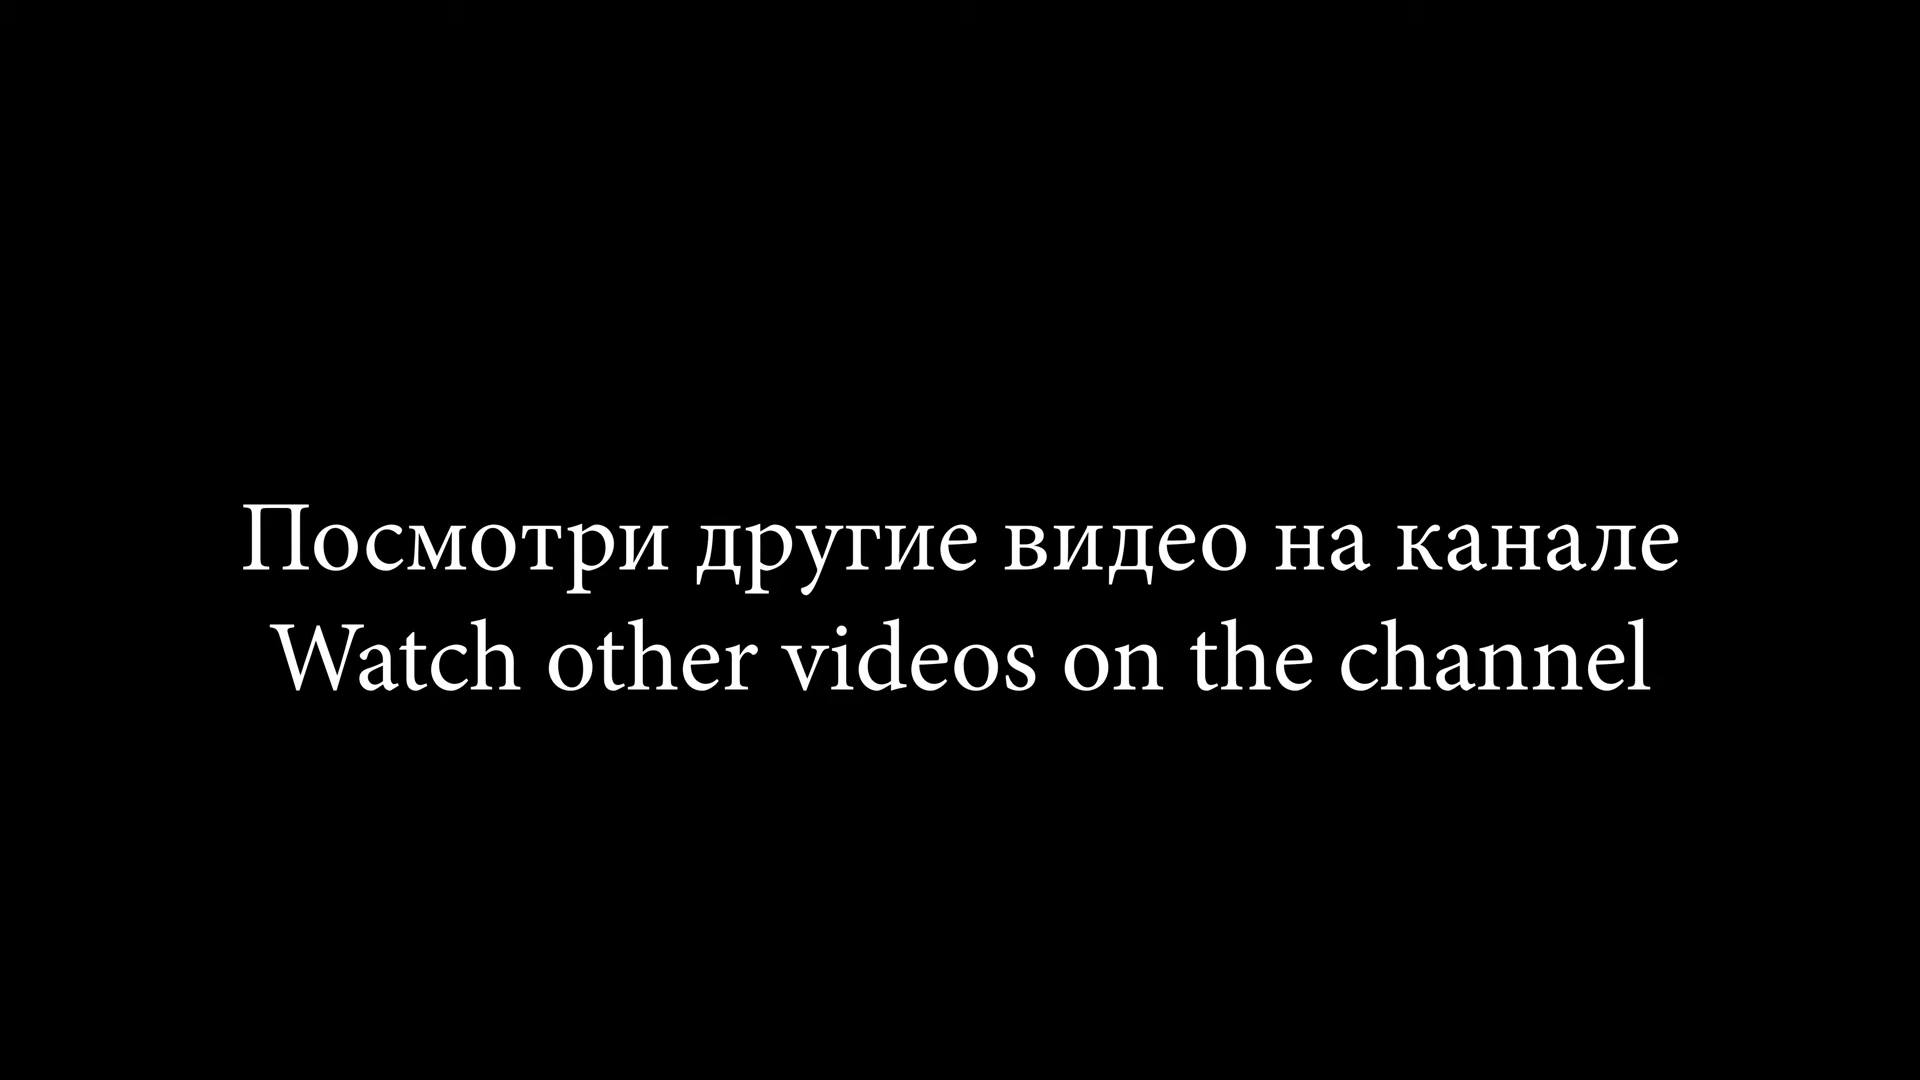 Посмотри другие видео на канале
Watch other videos on the channel